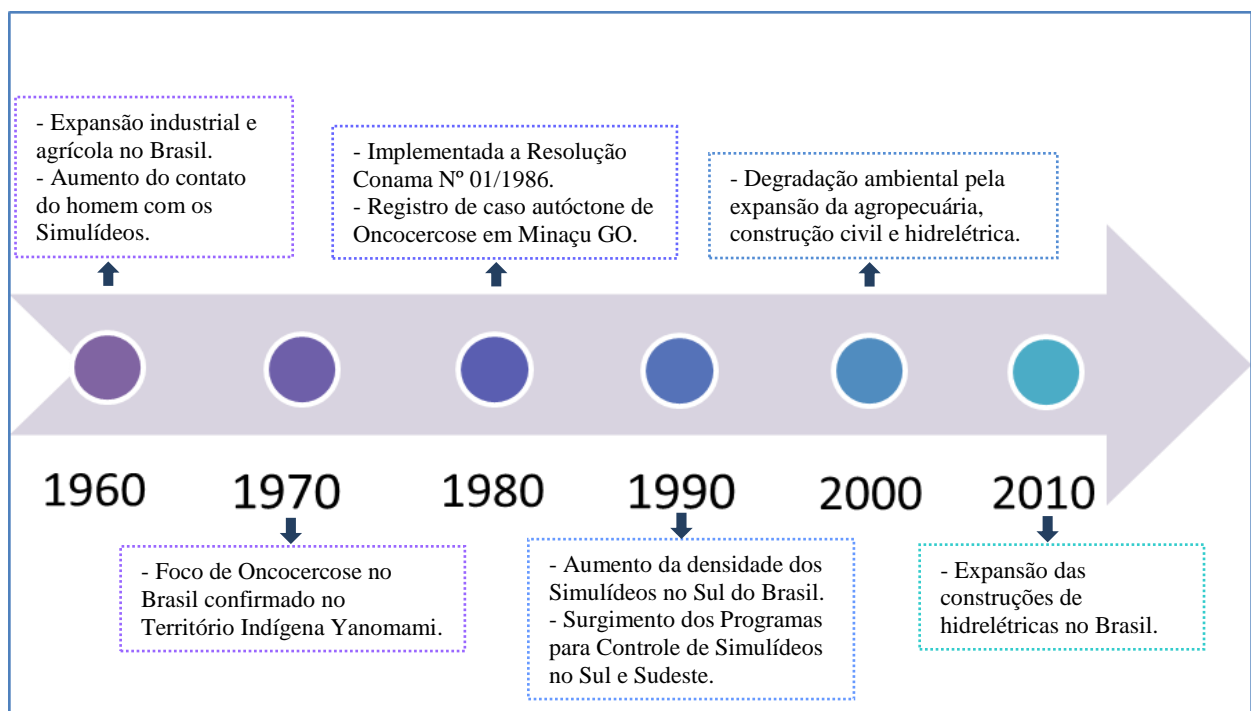 - Expansão industrial e
agrícola no Brasil.
- Aumento do contato
do homem com os
Simulídeos.
- Implementada a Resolução
Conama Nº 01/1986.
- Registro de caso autóctone de
Oncocercose em Minaçu GO.
- Degradação ambiental pela
expansão da agropecuária,
construção civil e hidrelétrica.
1960
1970
1980
1990
2000
2010
- Foco de Oncocercose no
Brasil confirmado no
Território Indígena Yanomami.
- Aumento da densidade dos
Simulídeos no Sul do Brasil.
- Surgimento dos Programas
para Controle de Simulídeos
no Sul e Sudeste.
- Expansão das
construções de
hidrelétricas no Brasil.